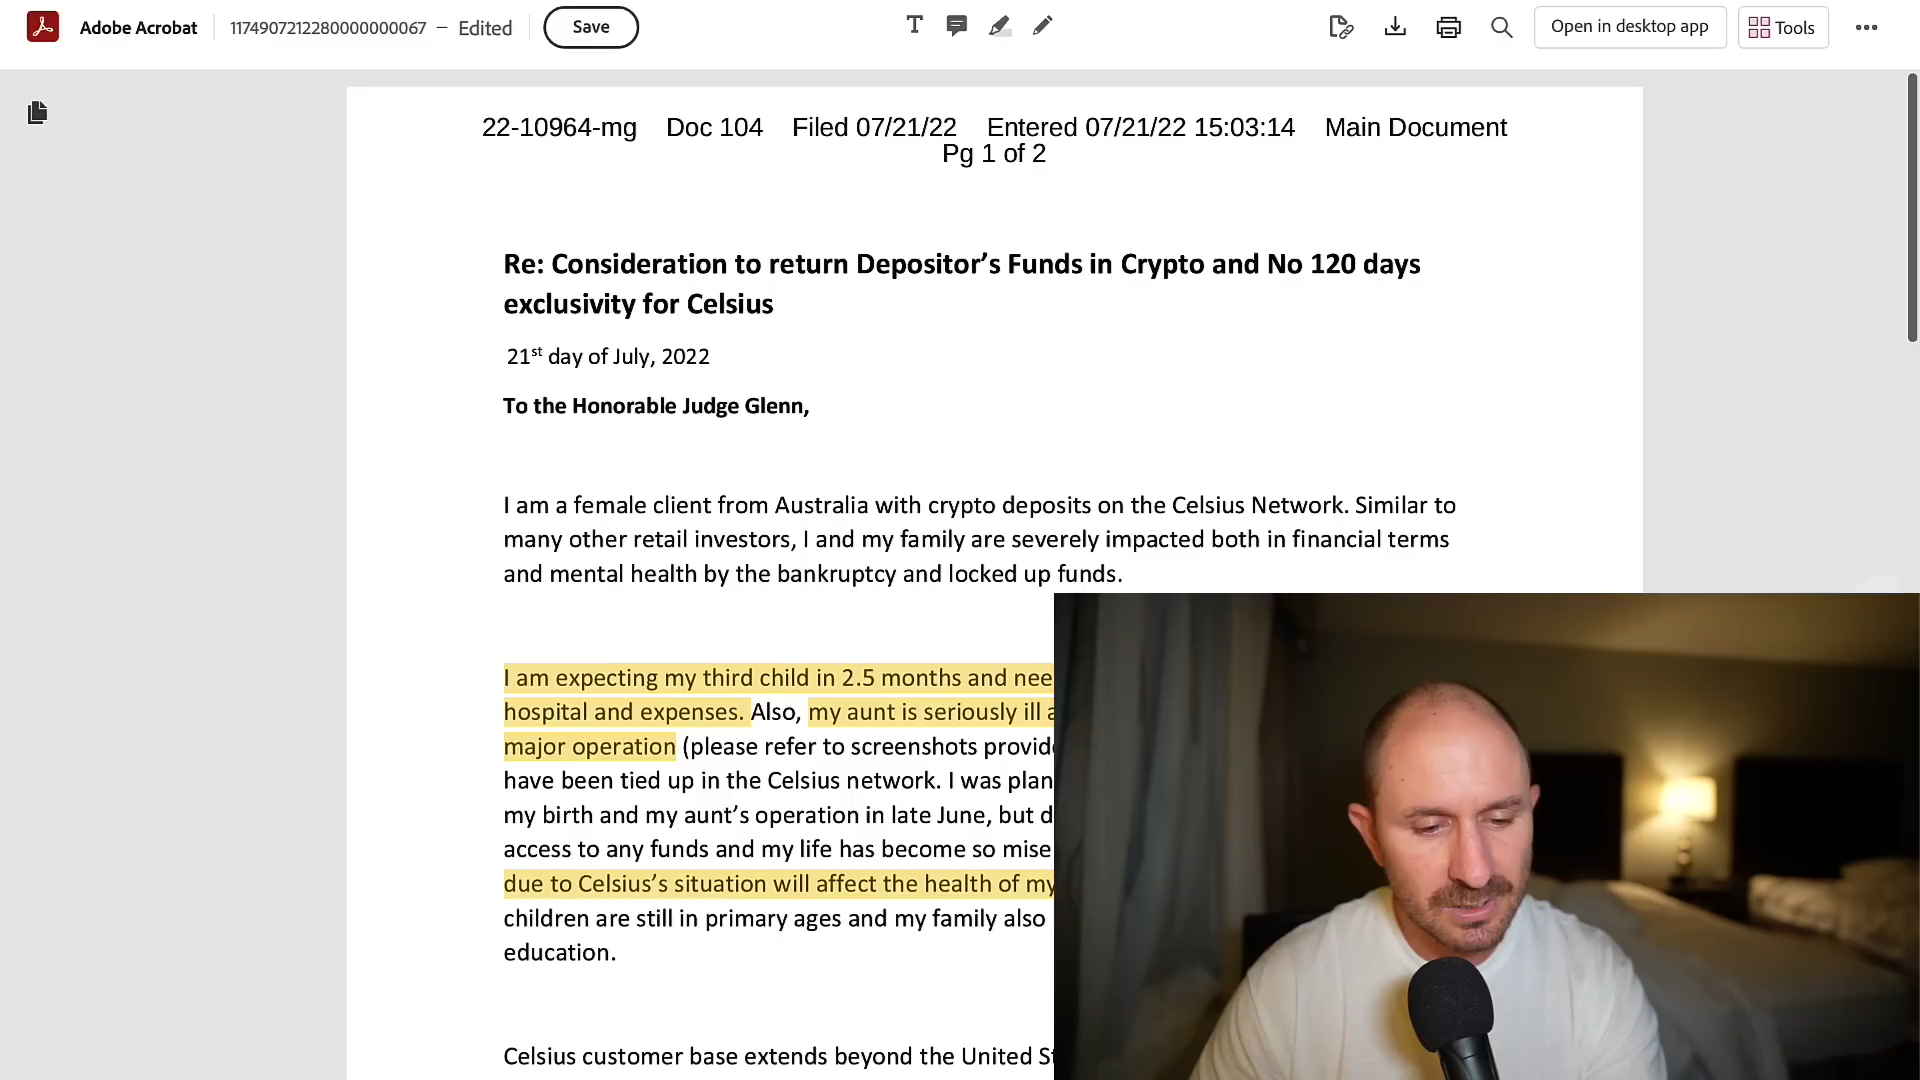 Adobe Acrobat 1174907212280000000067 – Edited Save Open in desktop app Tools
22-10964-mg Doc 104 Filed 07/21/22 Entered 07/21/22 15:03:14 Main Document
Pg 1 of 2
Re: Consideration to return Depositor’s Funds in Crypto and No 120 days
exclusivity for Celsius
21st day of July, 2022
To the Honorable Judge Glenn,
I am a female client from Australia with crypto deposits on the Celsius Network. Similar to
many other retail investors, I and my family are severely impacted both in financial terms
and mental health by the bankruptcy and locked up funds.
I am expecting my third child in 2.5 months and
hospital and expenses. Also, my aunt is seriously ill
major operation (please refer to screenshots
have been tied up in the Celsius network. I was
my birth and my aunt’s operation in late June, but
access to any funds and my life has become so
due to Celsius’s situation will affect the health of my
children are still in primary ages and my family also
education.
Celsius customer base extends beyond the United